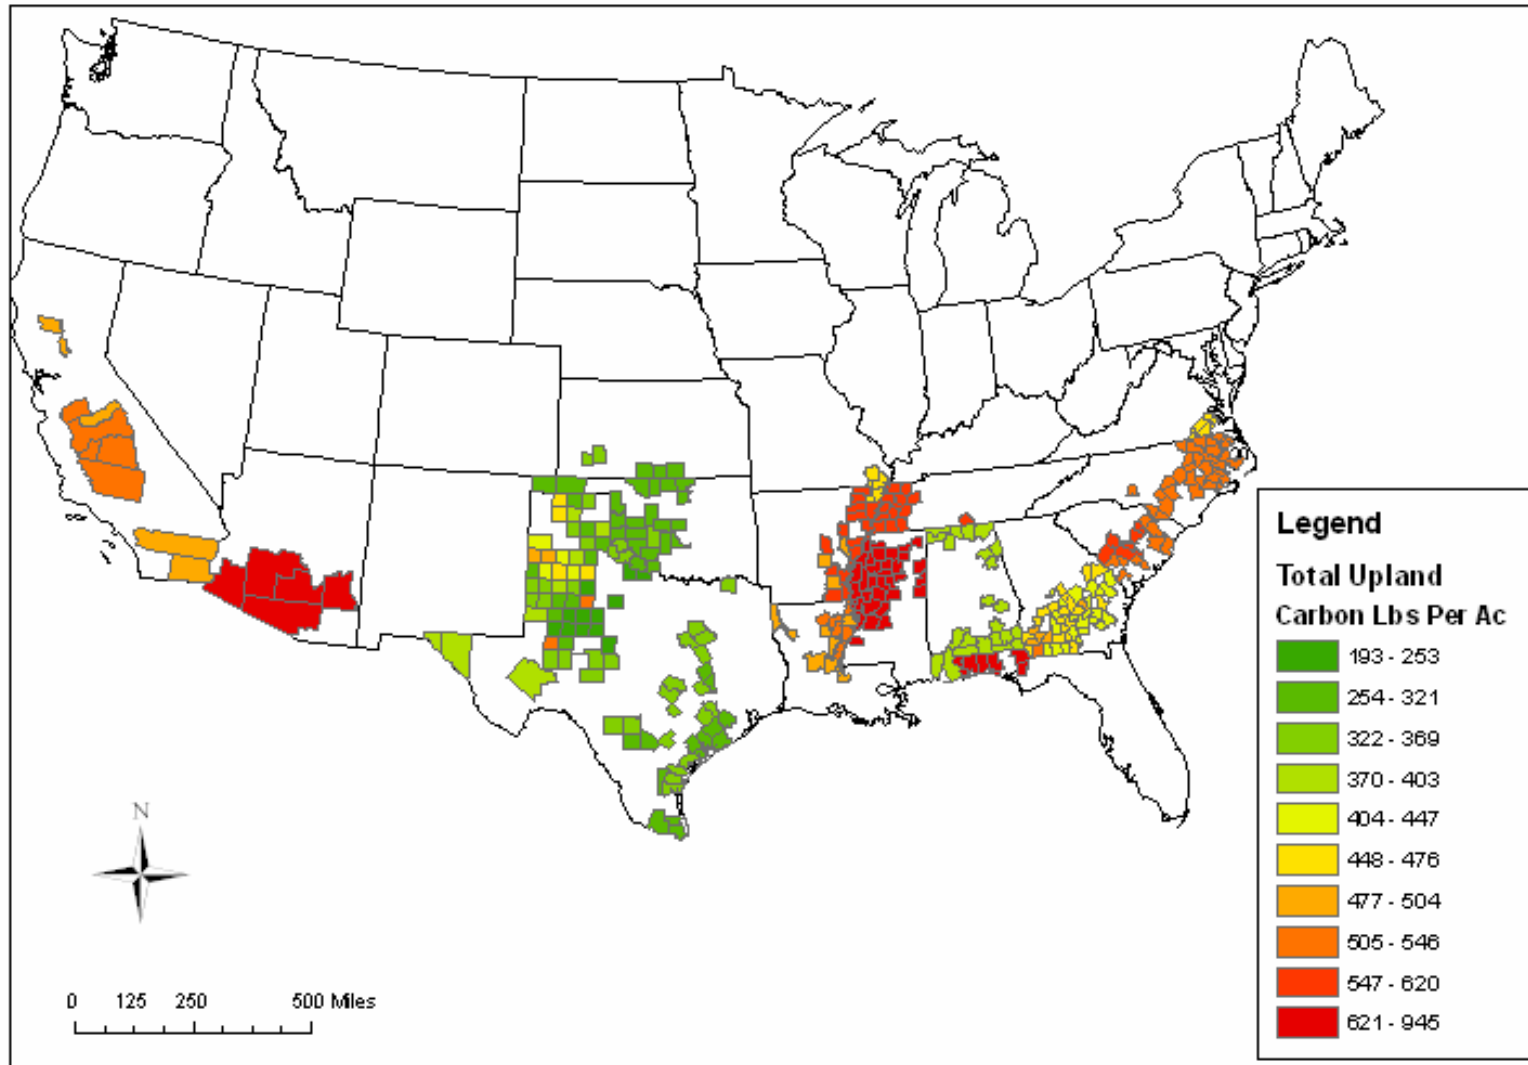 Legend
Total Upland
Carbon Lbs Per Ac
193 - 253
254 - 321
322 - 369
370 - 403
404 - 447
448 - 476
477 - 504
505 - 546
547 - 620
621 - 945
N
0 125 250 500 Miles